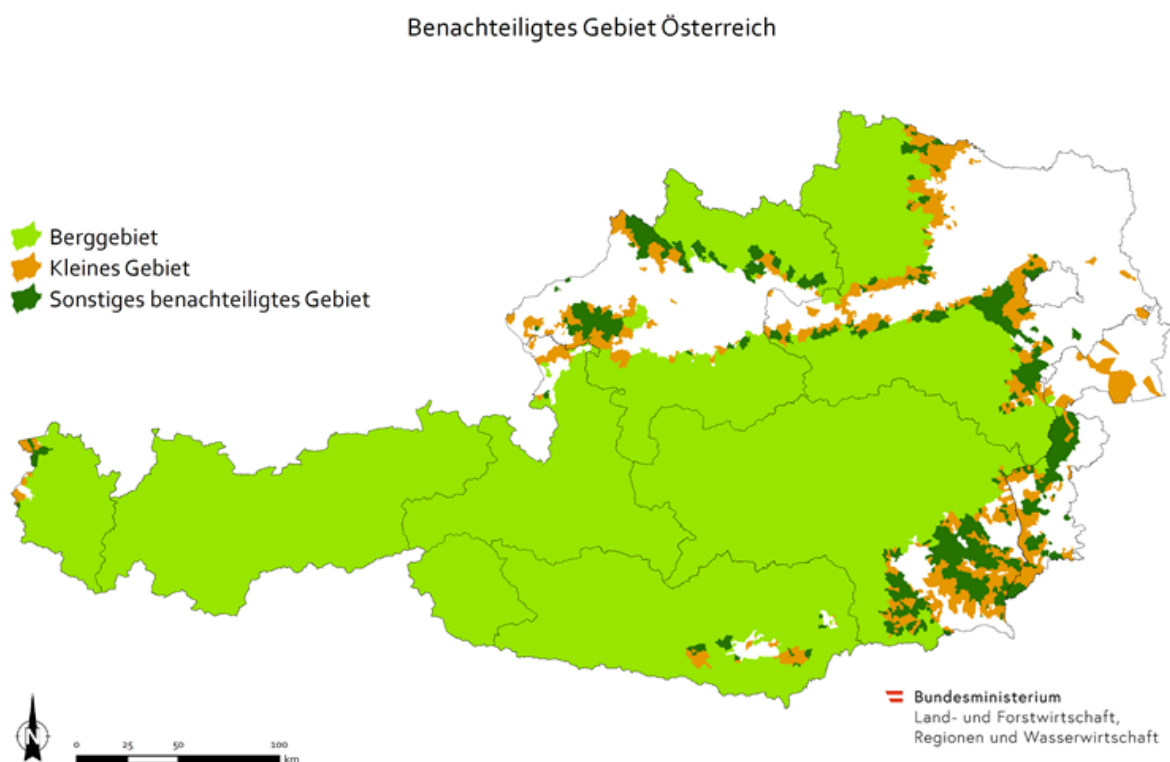 Benachteiligtes Gebiet Österreich
Berggebiet
Kleines Gebiet
Sonstiges benachteiligtes Gebiet
N
0 25 50 100
km
Bundesministerium
Land- und Forstwirtschaft,
Regionen und Wasserwirtschaft